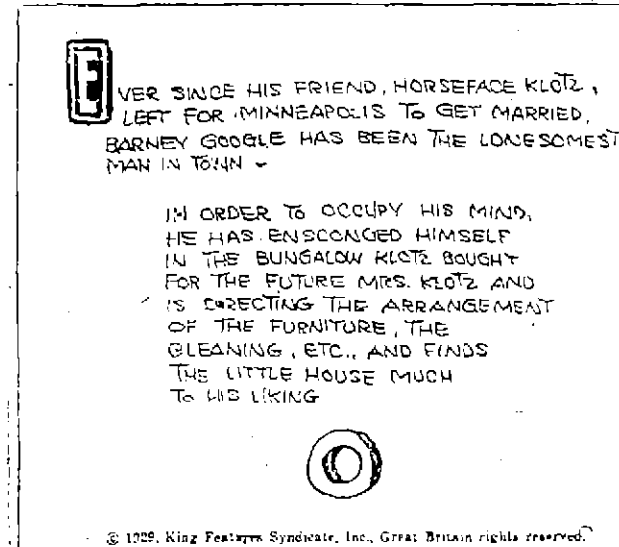 EVER SINCE HIS FRIEND, HORSEFACE KLOTZ,
LEFT FOR MINNEAPOLIS TO GET MARRIED,
BARNEY GOOGLE HAS BEEN THE LONESOMEST
MAN IN TOWN -
IN ORDER TO OCCUPY HIS MIND,
HE HAS ENSCONCED HIMSELF
IN THE BUNGALOW KLOTZ BOUGHT
FOR THE FUTURE MRS. KLOTZ AND
IS DIRECTING THE ARRANGEMENT
OF THE FURNITURE, THE
CLEANING, ETC., AND FINDS
THE LITTLE HOUSE MUCH
TO HIS LIKING
© 1929, King Features Syndicate, Inc., Great Britain rights reserved.